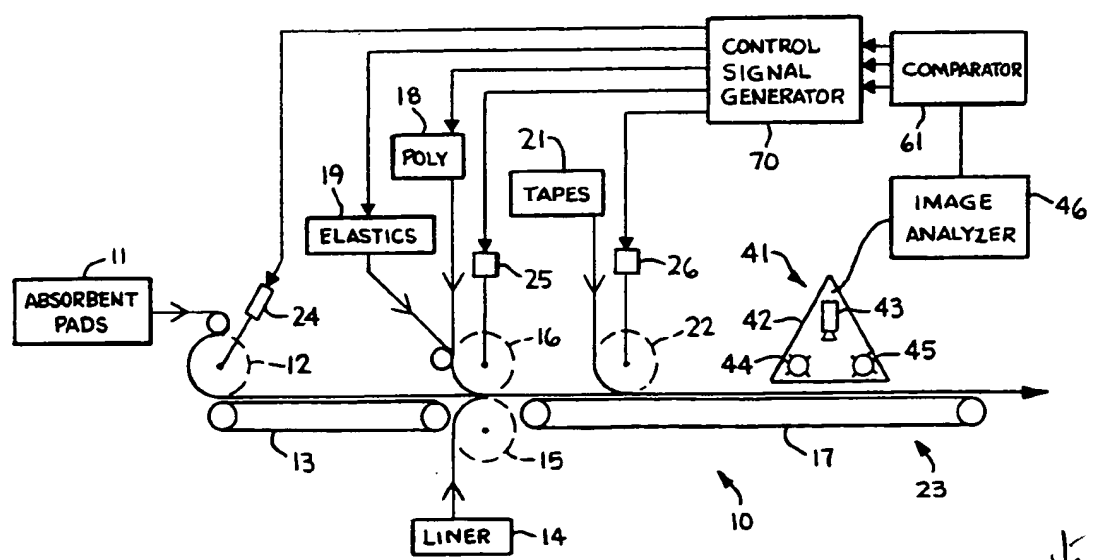 CONTROL
SIGNAL
GENERATOR
70
COMPARATOR
61
18
POLY
21
TAPES
19
ELASTICS
IMAGE
ANALYZER
46
11
ABSORBENT
PADS
24
25
26
41
42
43
44
45
12
16
22
13
15
17
23
10
LINER
14